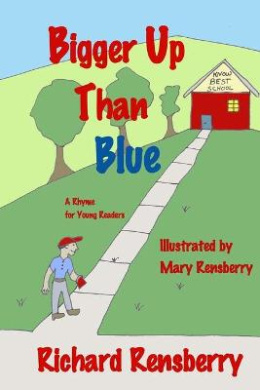 Bigger Up
Than
Blue
KNOW
BEST
SCHOOL
A Rhyme
for Young Readers
Illustrated by
Mary Rensberry
Richard Rensberry